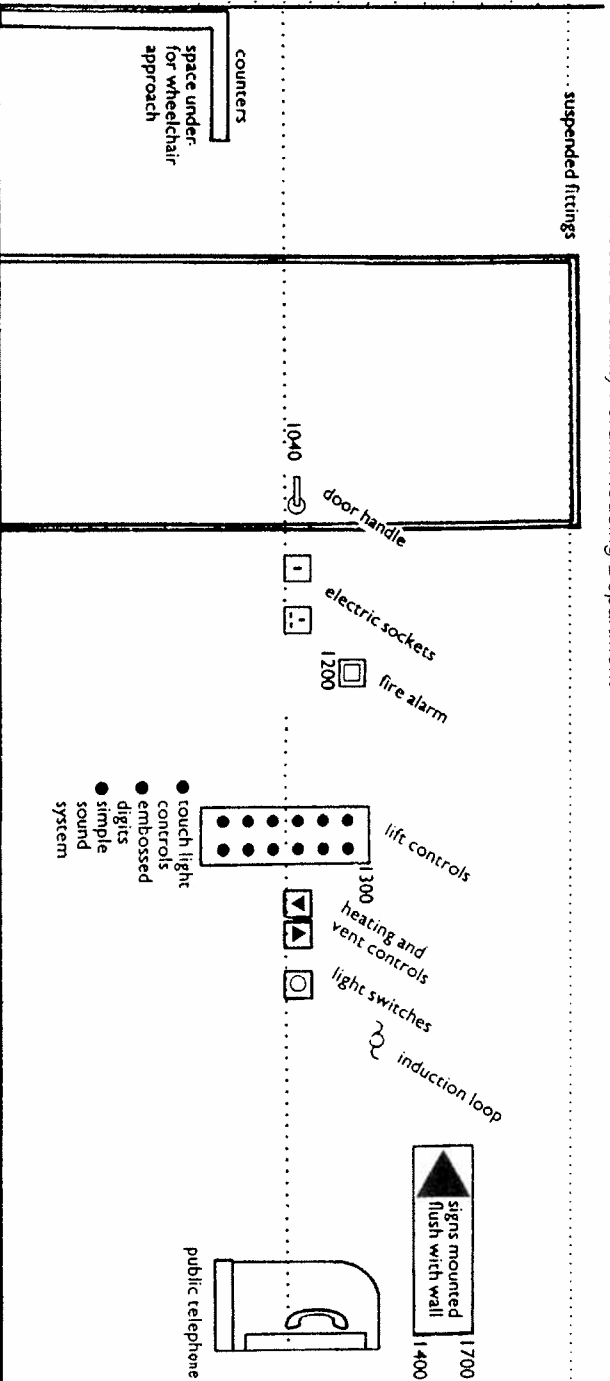 suspended fittings
counters
space under-
for wheelchair
approach
1040
door handle
electric sockets
1200
fire alarm
lift controls
1300
• touch light
controls
• embossed
digits
• simple
sound
system
heating and
vent controls
light switches
induction loop
signs mounted
flush with wall
1700
1400
public telephone